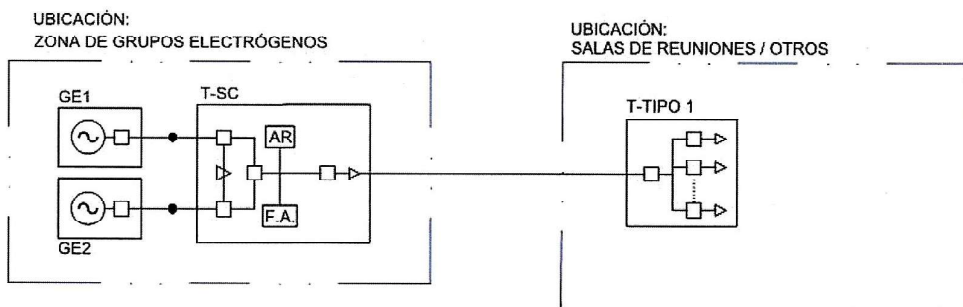 UBICACIÓN:
ZONA DE GRUPOS ELECTRÓGENOS
UBICACIÓN:
SALAS DE REUNIONES / OTROS
GE1
T-SC
T-TIPO 1
AR
F.A.
GE2